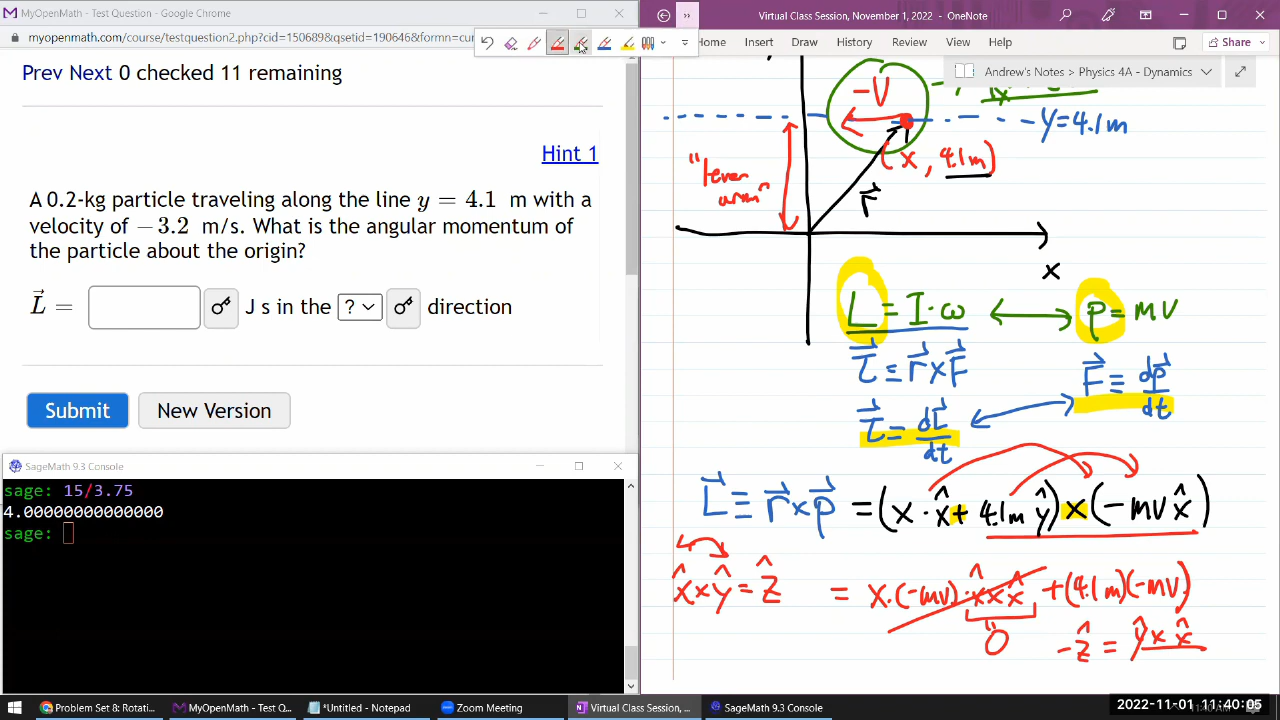 MyOpenMath - Test Question - Google Chrome
myopenmath.com/course/testquestion2.php?cid=150689&qsetid=190646&formn=cur
Prev Next 0 checked 11 remaining
Hint 1
A 0.2-kg particle traveling along the line y = 4.1 m with a
velocity of −3.2 m/s. What is the angular momentum of
the particle about the origin?
L⃗ = J s in the ? direction
Submit New Version
SageMath 9.3 Console
sage: 15/3.75
4.00000000000000
sage:
Virtual Class Session, November 1, 2022 - OneNote
Home Insert Draw History Review View Help Share
Andrew's Notes > Physics 4A - Dynamics
-V
y=4.1m
(x, 4.1m)
"lever
arm"
r⃗
x
L = I·ω ⟷ p = mv
τ⃗ ≡ r⃗ x F⃗
F⃗ ≡ dp⃗/dt
τ⃗ = dL⃗/dt
L⃗ ≡ r⃗ x p⃗ = (x·x̂ + 4.1m ŷ) x (-mv x̂)
x̂ x ŷ = ẑ
= x·(-mv)·x̂ x x̂ + (4.1m)(-mv)
0
-ẑ = ŷ x x̂
Problem Set & Rotati... MyOpenMath - Test Q... *Untitled - Notepad Zoom Meeting Virtual Class Session, ... SageMath 9.3 Console
2022-11-01 11:40:05